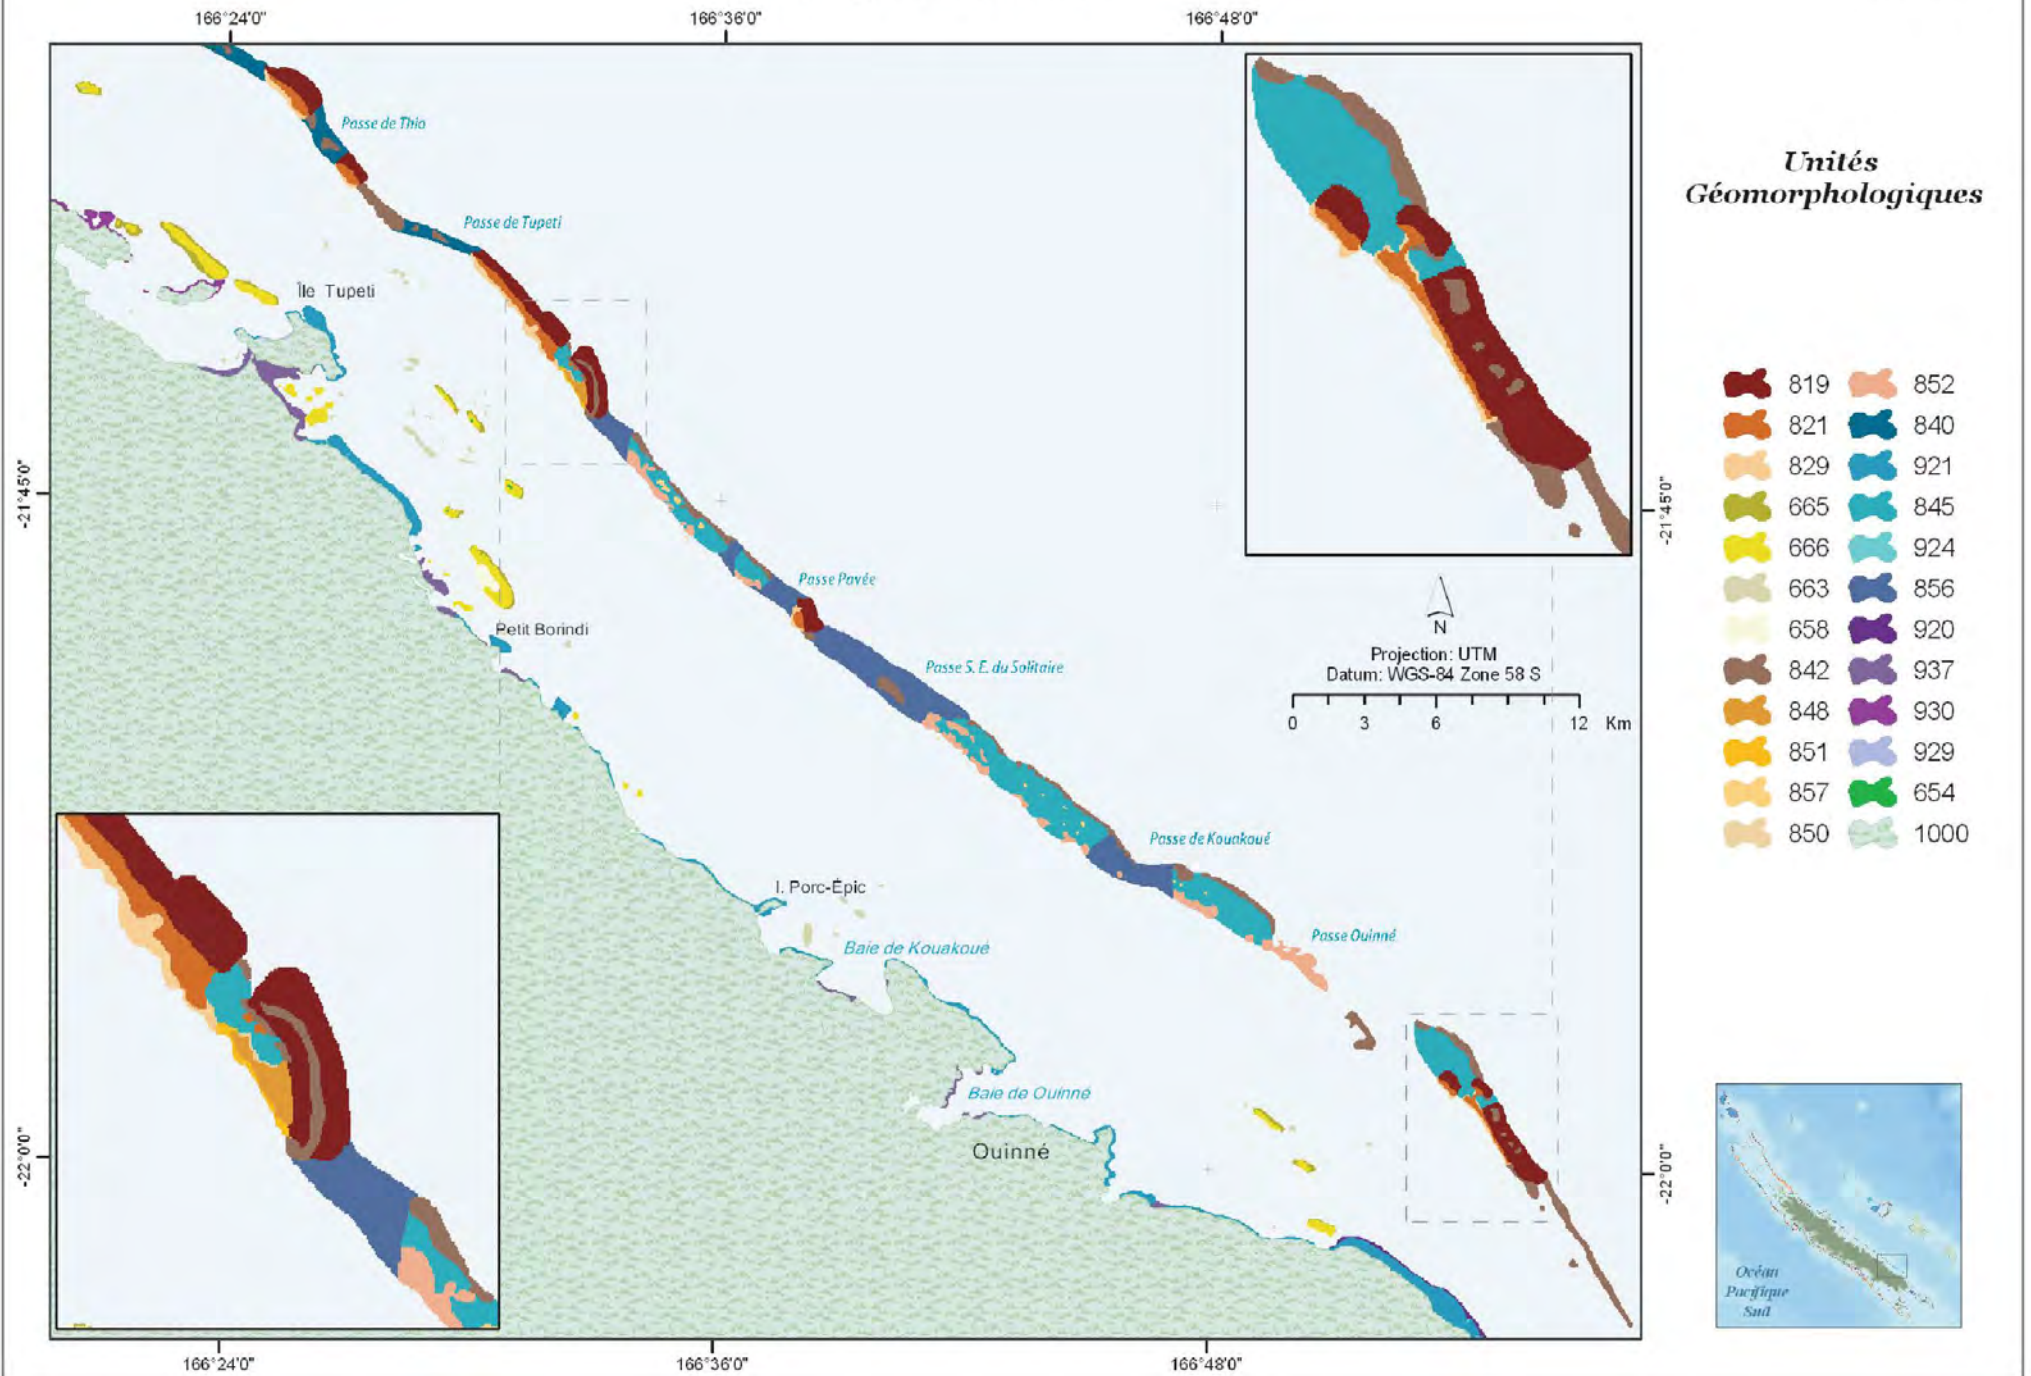 166°24'0"
166°36'0"
166°48'0"
Passe de Thio
Passe de Tupeti
Île Tupeti
-21°45'0"
-21°45'0"
Unités
Géomorphologiques
819
852
821
840
829
921
665
845
666
924
663
856
658
920
842
937
848
930
851
929
857
654
850
1000
N
Projection: UTM
Datum: WGS-84 Zone 58 S
0 3 6 12 Km
Passe Pavée
Petit Borindi
Passe S. E. du Solitaire
Passe de Kouakoué
I. Porc-Épic
Baie de Kouakoué
Passe Ouinné
Baie de Ouinné
Ouinné
-22°0'0"
-22°0'0"
Océan
Pacifique
Sud
166°24'0"
166°36'0"
166°48'0"